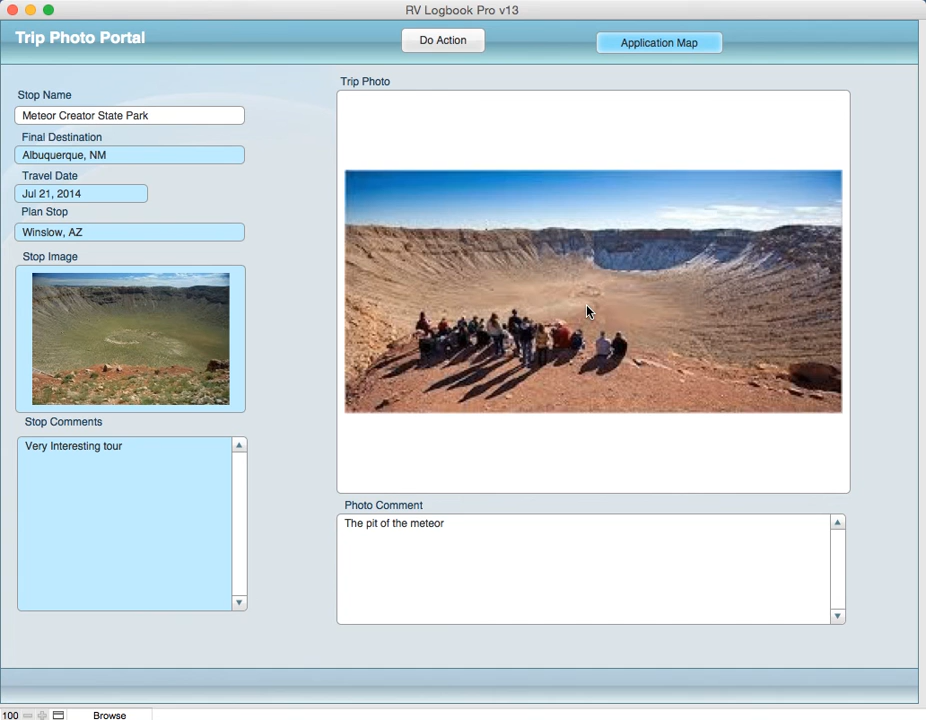 RV Logbook Pro v13
Trip Photo Portal
Do Action
Application Map
Stop Name
Meteor Creator State Park
Final Destination
Albuquerque, NM
Travel Date
Jul 21, 2014
Plan Stop
Winslow, AZ
Stop Image
Stop Comments
Very Interesting tour
Trip Photo
Photo Comment
The pit of the meteor
100
Browse